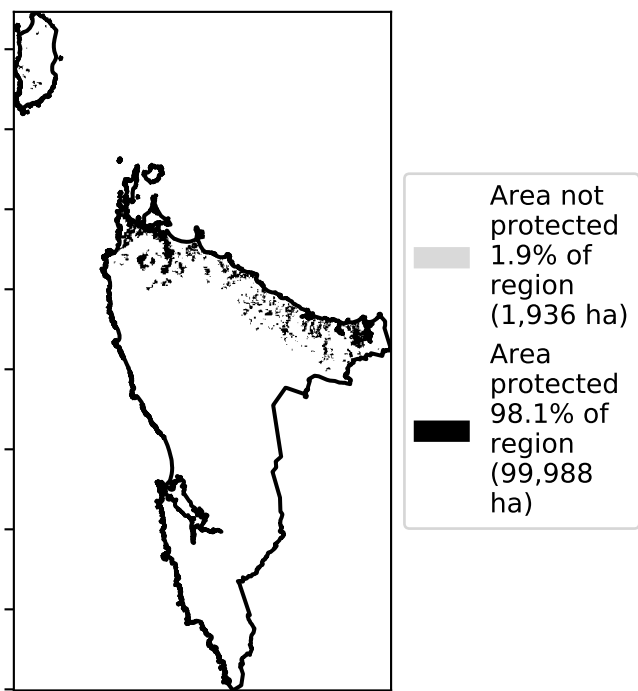 Area not
protected
1.9% of
region
(1,936 ha)
Area
protected
98.1% of
region
(99,988
ha)